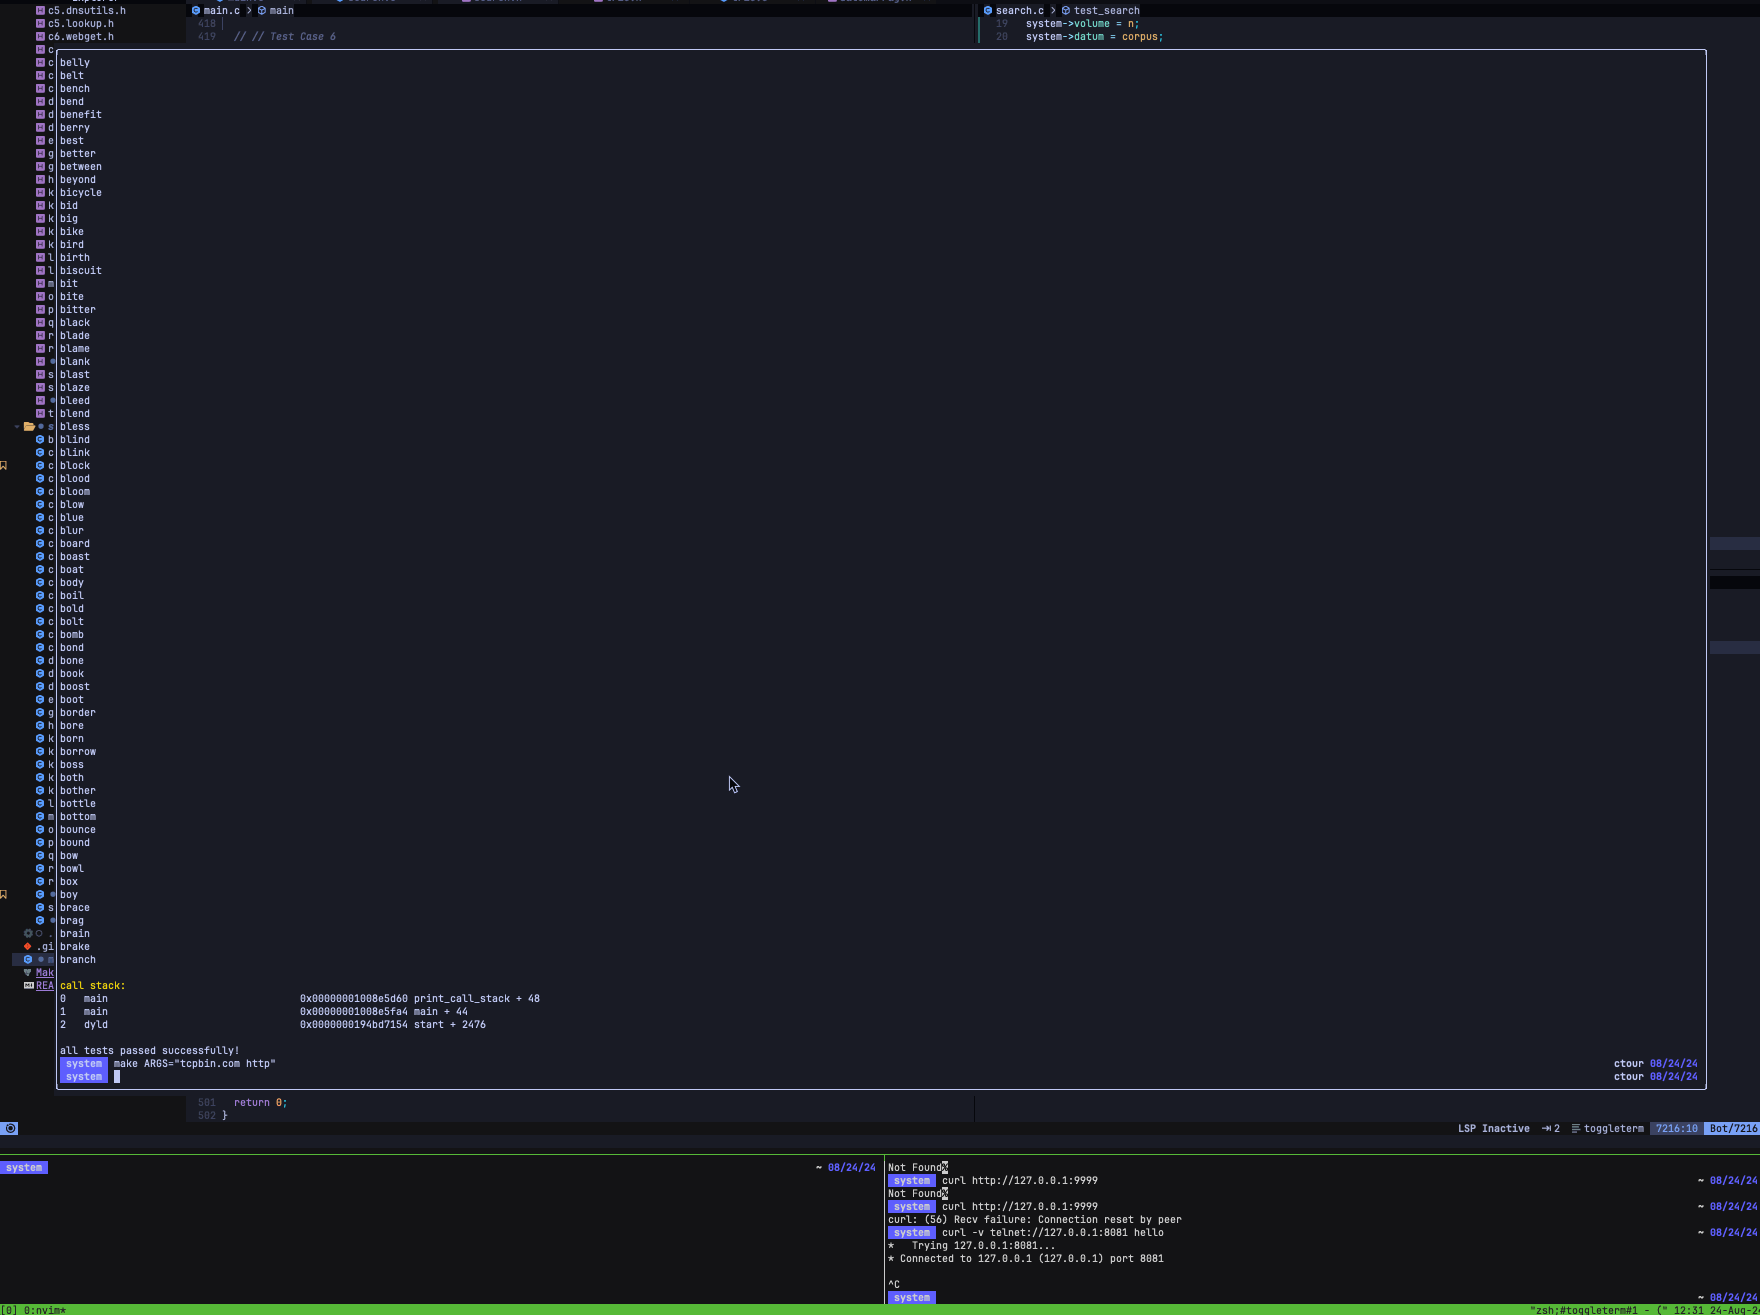 c5.dnsutils.h
c5.lookup.h
c6.webget.h
main.c > main
418
419 // // Test Case 6
search.c > test_search
19 system->volume = n;
20 system->datum = corpus;
c
c belly
c belt
c bench
d bend
d benefit
d berry
e best
g better
g between
h beyond
k bicycle
k bid
k big
k bike
k bird
l birth
l biscuit
m bit
o bite
p bitter
q black
r blade
r blame
blank
s blast
s blaze
bleed
t blend
s bless
b blind
c blink
c block
c blood
c bloom
c blow
c blue
c blur
c board
c boast
c boat
c body
c boil
c bold
c bolt
c bomb
c bond
d bone
d book
d boost
e boot
g border
h bore
k born
k borrow
k boss
k both
k bother
l bottle
m bottom
o bounce
p bound
q bow
r bowl
r box
boy
s brace
brag
. brain
.gi brake
m branch
Mak
REA call stack:
0 main 0x00000001008e5d60 print_call_stack + 48
1 main 0x00000001008e5fa4 main + 44
2 dyld 0x0000000194bd7154 start + 2476
all tests passed successfully!
system make ARGS="tcpbin.com http" ctour 08/24/24
system ctour 08/24/24
501 return 0;
502 }
LSP Inactive 2 toggleterm 7216:10 Bot/7216
system ~ 08/24/24
Not Found%
system curl http://127.0.0.1:9999 ~ 08/24/24
Not Found%
system curl http://127.0.0.1:9999 ~ 08/24/24
curl: (56) Recv failure: Connection reset by peer
system curl -v telnet://127.0.0.1:8081 hello ~ 08/24/24
* Trying 127.0.0.1:8081...
* Connected to 127.0.0.1 (127.0.0.1) port 8081
^C
system ~ 08/24/24
[0] 0:nvim* "zsh;#toggleterm#1 - (" 12:31 24-Aug-2